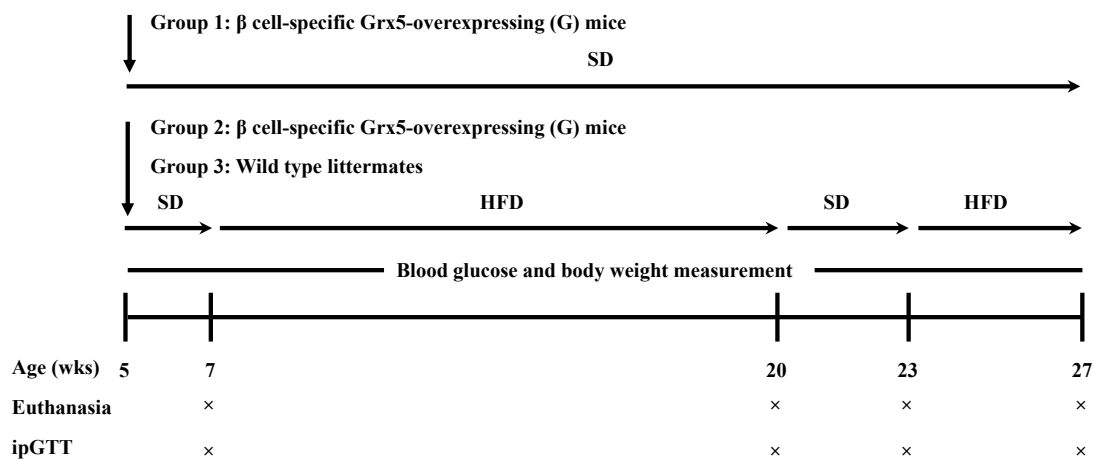 Group 1: β cell-specific Grx5-overexpressing (G) mice
SD
Group 2: β cell-specific Grx5-overexpressing (G) mice
Group 3: Wild type littermates
SD HFD SD HFD
Blood glucose and body weight measurement
Age (wks) 5 7 20 23 27
Euthanasia × × × ×
ipGTT × × × ×